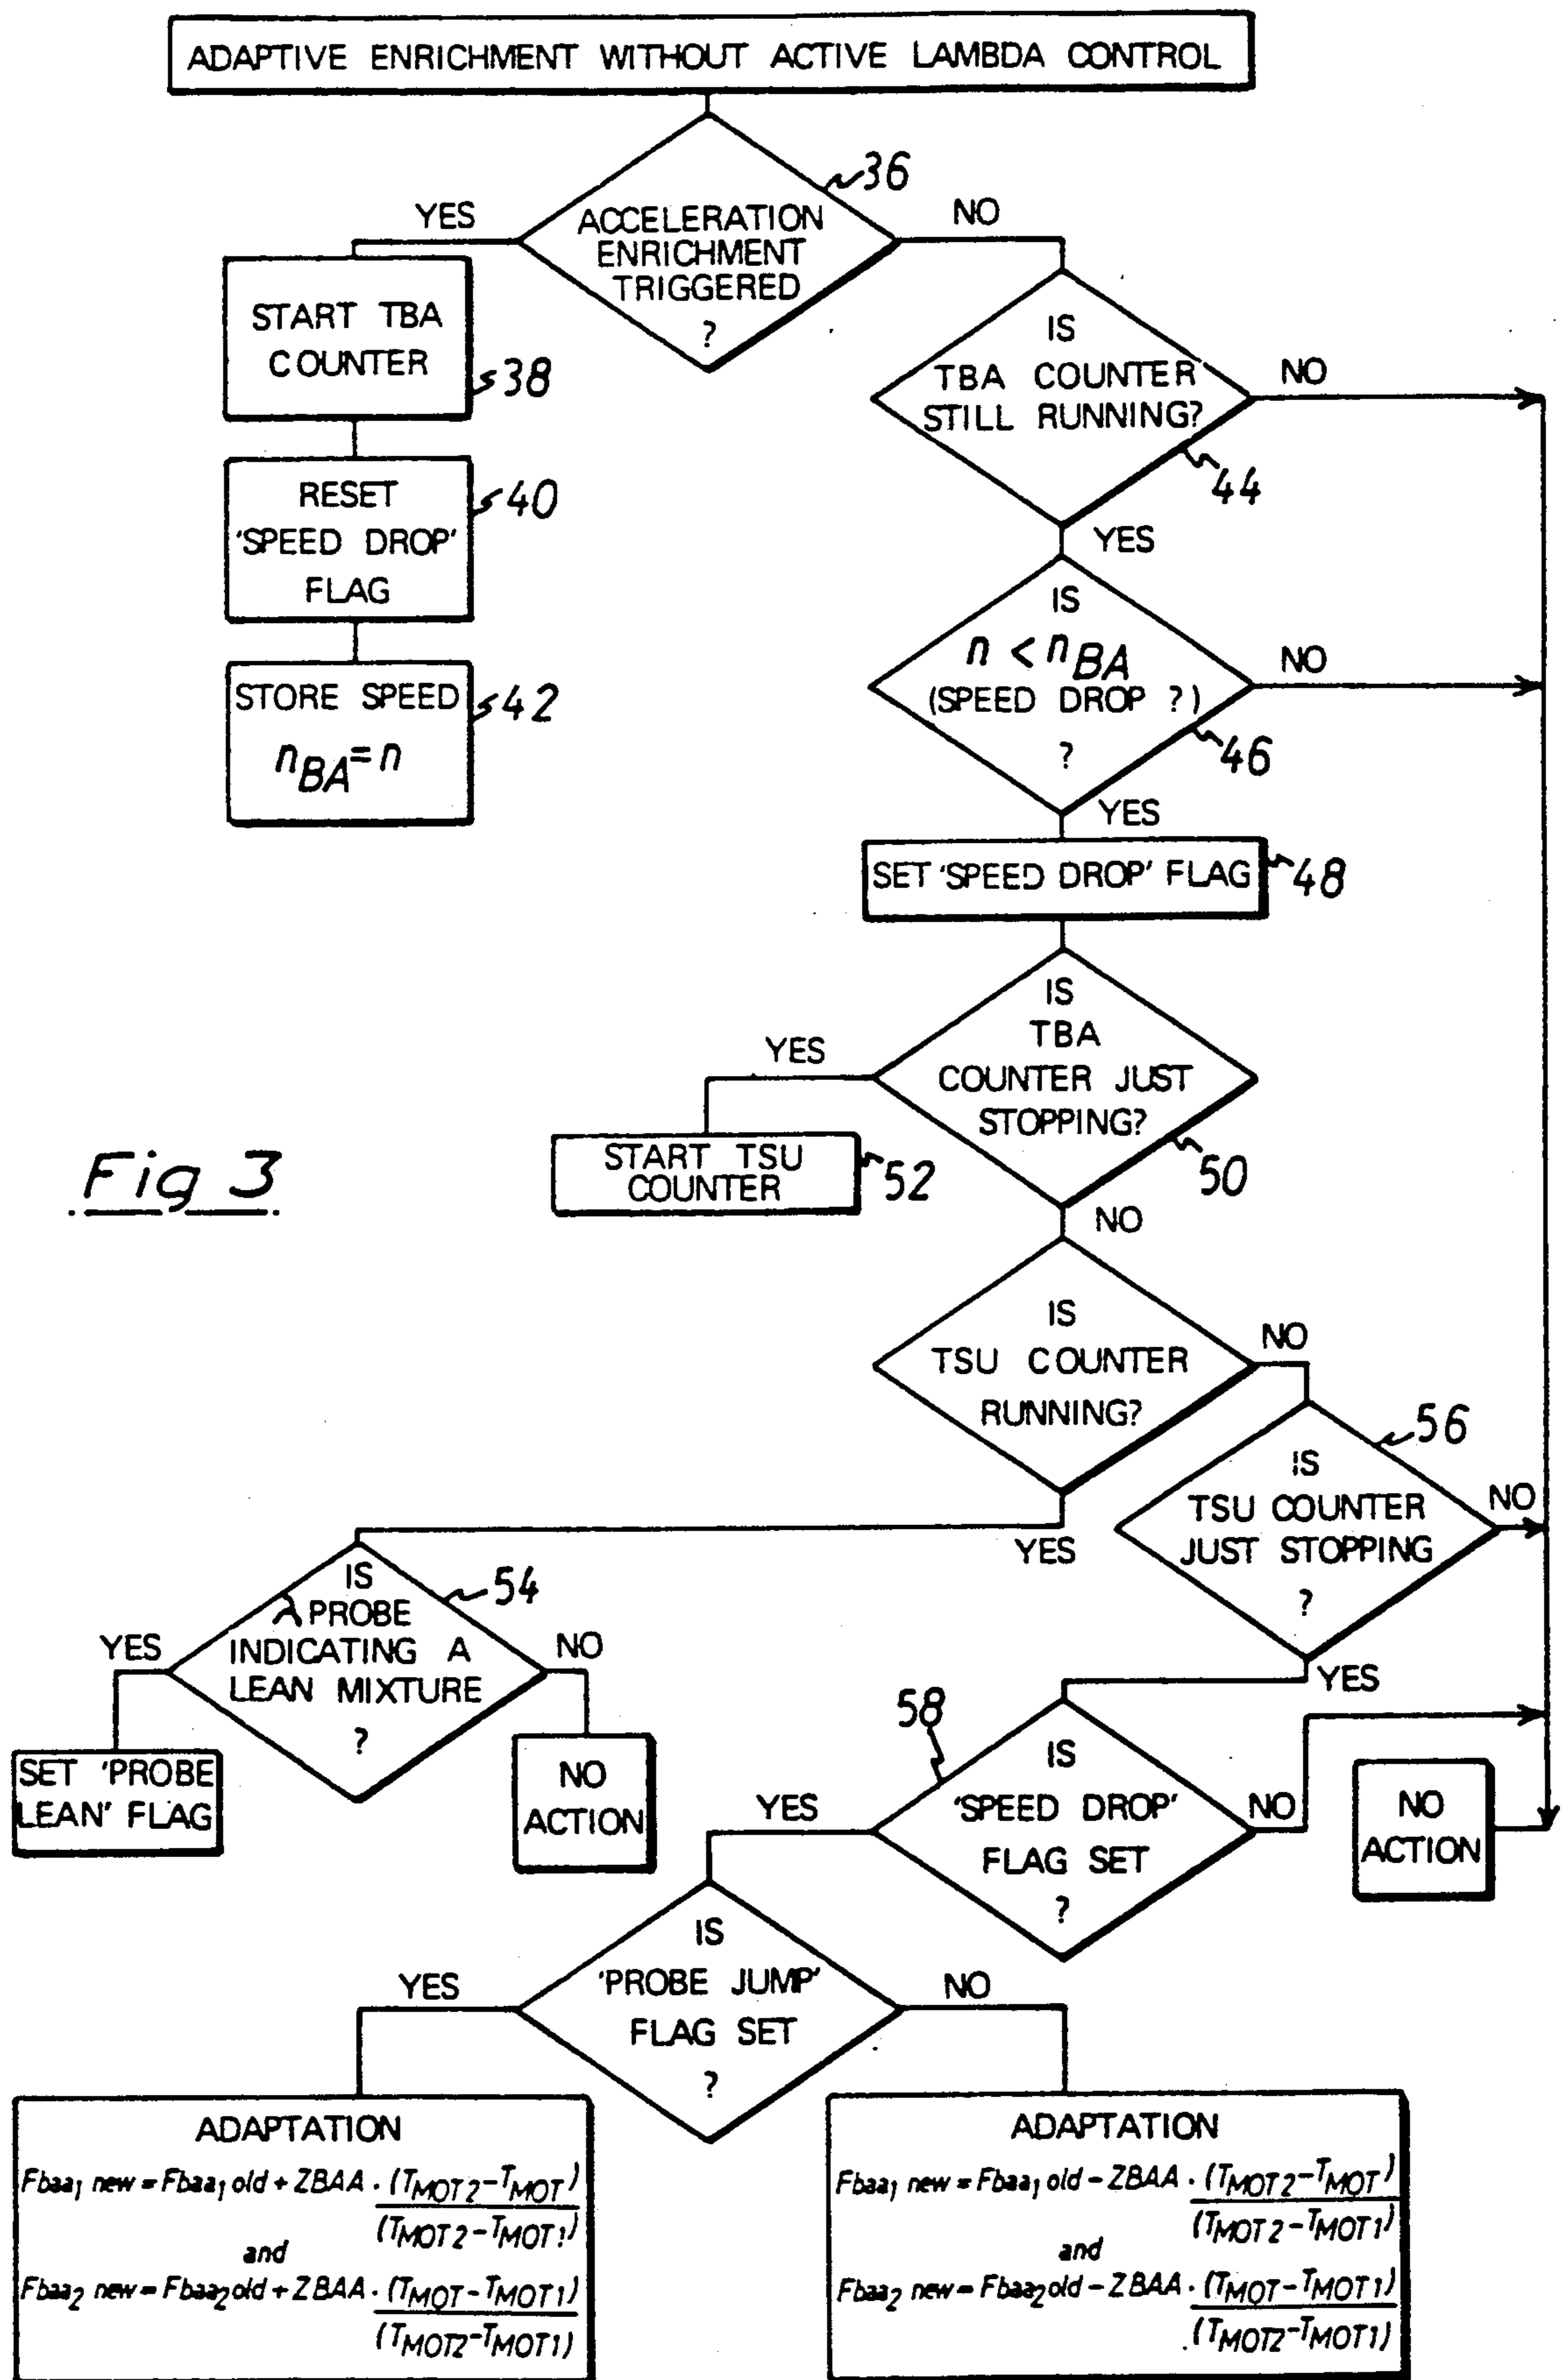 ADAPTIVE ENRICHMENT WITHOUT ACTIVE LAMBDA CONTROL
36
YES
ACCELERATION
ENRICHMENT
TRIGGERED
?
NO
START TBA
COUNTER
38
IS
TBA COUNTER
STILL RUNNING?
NO
44
YES
RESET
'SPEED DROP'
FLAG
40
IS
n < nBA
(SPEED DROP ?)
?
NO
46
YES
STORE SPEED
nBA = n
42
SET 'SPEED DROP' FLAG
48
IS
TBA
COUNTER JUST
STOPPING?
YES
50
NO
START TSU
COUNTER
52
Fig 3
IS
TSU COUNTER
RUNNING?
NO
YES
56
IS
TSU COUNTER
JUST STOPPING
?
NO
YES
IS
λ PROBE
INDICATING A
LEAN MIXTURE
?
54
YES
NO
SET 'PROBE
LEAN' FLAG
NO
ACTION
58
IS
'SPEED DROP'
FLAG SET
?
YES
NO
NO
ACTION
IS
'PROBE JUMP'
FLAG SET
?
YES
NO
ADAPTATION
Fbaa1 new = Fbaa1 old + ZBAA · (TMOT2-TMOT)
(TMOT2-TMOT1)
and
Fbaa2 new = Fbaa2 old + ZBAA · (TMOT-TMOT1)
(TMOT2-TMOT1)
ADAPTATION
Fbaa1 new = Fbaa1 old - ZBAA · (TMOT2-TMOT)
(TMOT2-TMOT1)
and
Fbaa2 new = Fbaa2 old - ZBAA · (TMOT-TMOT1)
(TMOT2-TMOT1)